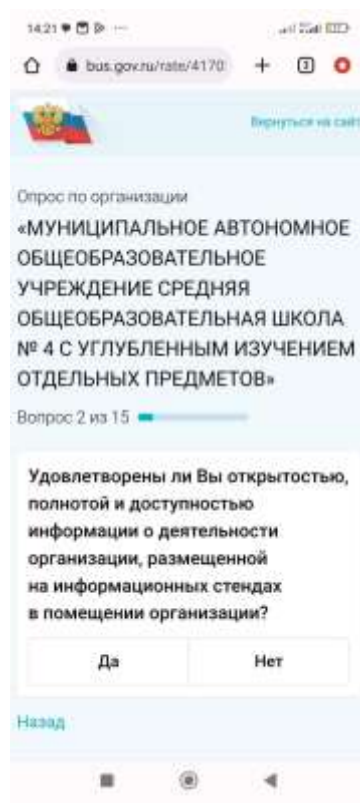 14:21
bus.gov.ru/rate/4170
3
Вернуться на сайт
Опрос по организации
«МУНИЦИПАЛЬНОЕ АВТОНОМНОЕ
ОБЩЕОБРАЗОВАТЕЛЬНОЕ
УЧРЕЖДЕНИЕ СРЕДНЯЯ
ОБЩЕОБРАЗОВАТЕЛЬНАЯ ШКОЛА
№ 4 С УГЛУБЛЕННЫМ ИЗУЧЕНИЕМ
ОТДЕЛЬНЫХ ПРЕДМЕТОВ»
Вопрос 2 из 15
Удовлетворены ли Вы открытостью,
полнотой и доступностью
информации о деятельности
организации, размещенной
на информационных стендах
в помещении организации?
Да Нет
Назад